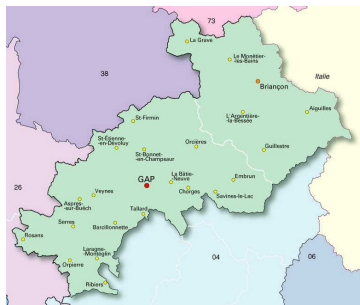 73
La Grave
38
Le Monêtier
-les-Bains
Italie
Briançon
St-Firmin
L'Argentière
-la-Bessée
Aiguilles
St-Étienne
-en-Dévoluy
St-Bonnet
-en-Champsaur
Orcières
Guillestre
GAP
La Bâtie
-Neuve
Embrun
26
Veynes
Chorges
Savines-le-Lac
Aspres
-sur-Buëch
Tallard
Serres
Barcillonnette
Rosans
Laragne
-Montéglin
Orpierre
04
06
Ribiers